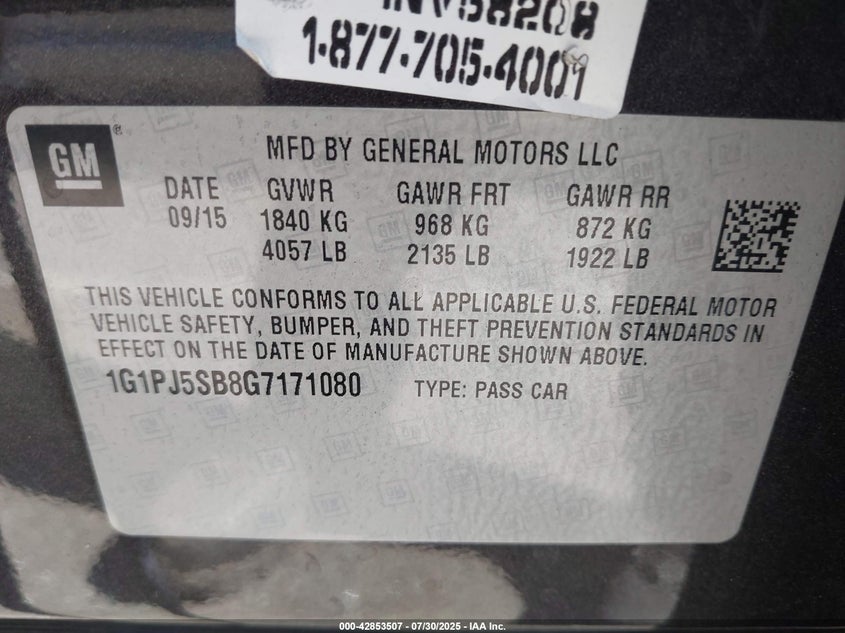 INV58208
1-877-705-4001
GM
®
MFD BY GENERAL MOTORS LLC
DATE GVWR GAWR FRT GAWR RR
09/15 1840 KG 968 KG 872 KG
4057 LB 2135 LB 1922 LB
THIS VEHICLE CONFORMS TO ALL APPLICABLE U.S. FEDERAL MOTOR
VEHICLE SAFETY, BUMPER, AND THEFT PREVENTION STANDARDS IN
EFFECT ON THE DATE OF MANUFACTURE SHOWN ABOVE.
1G1PJ5SB8G7171080 TYPE: PASS CAR
000-42853507 - 07/30/2025 - IAA Inc.